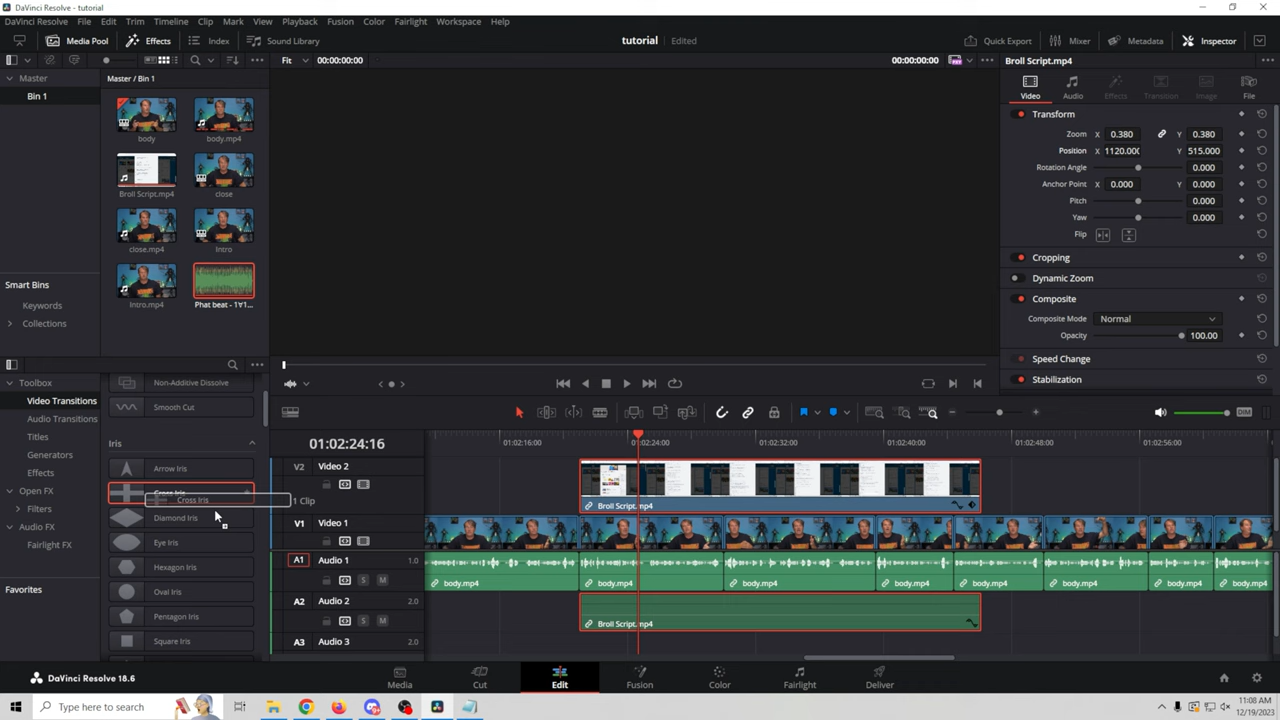 DaVinci Resolve - tutorial
DaVinci Resolve File Edit Trim Timeline Clip Mark View Playback Fusion Color Fairlight Workspace Help
Media Pool Effects Index Sound Library tutorial Edited Quick Export Mixer Metadata Inspector
Fit 00:00:00:00 00:00:00:00 Broll Script.mp4
Master Master / Bin 1
Bin 1
body body.mp4
Broll Script.mp4 close
close.mp4 Intro
Intro.mp4 Phat beat - 1∀1...
Smart Bins
Keywords
Collections
Video Audio Effects Transition Image File
Transform
Zoom X 0.380 Y 0.380
Position X 1120.000 Y 515.000
Rotation Angle 0.000
Anchor Point X 0.000 Y 0.000
Pitch 0.000
Yaw 0.000
Flip
Cropping
Dynamic Zoom
Composite
Composite Mode Normal
Opacity 100.00
Speed Change
Stabilization
Toolbox
Video Transitions
Audio Transitions
Titles
Generators
Effects
Open FX
Filters
Audio FX
Fairlight FX
Favorites
Non-Additive Dissolve
Smooth Cut
Iris
Arrow Iris
Cross Iris
Cross Iris 1 Clip
Diamond Iris
Eye Iris
Hexagon Iris
Oval Iris
Pentagon Iris
Square Iris
DIM
01:02:24:16 01:02:16:00 01:02:24:00 01:02:32:00 01:02:40:00 01:02:48:00 01:02:56:00
V2 Video 2
Broll Script.mp4
V1 Video 1
A1 Audio 1 1.0
S M body.mp4 body.mp4 body.mp4 body.mp4 body.mp4 body.mp4 body.mp4 body.mp4
A2 Audio 2 2.0
S M Broll Script.mp4
A3 Audio 3 2.0
DaVinci Resolve 18.6 Media Cut Edit Fusion Color Fairlight Deliver
Type here to search 11:08 AM
12/19/2023